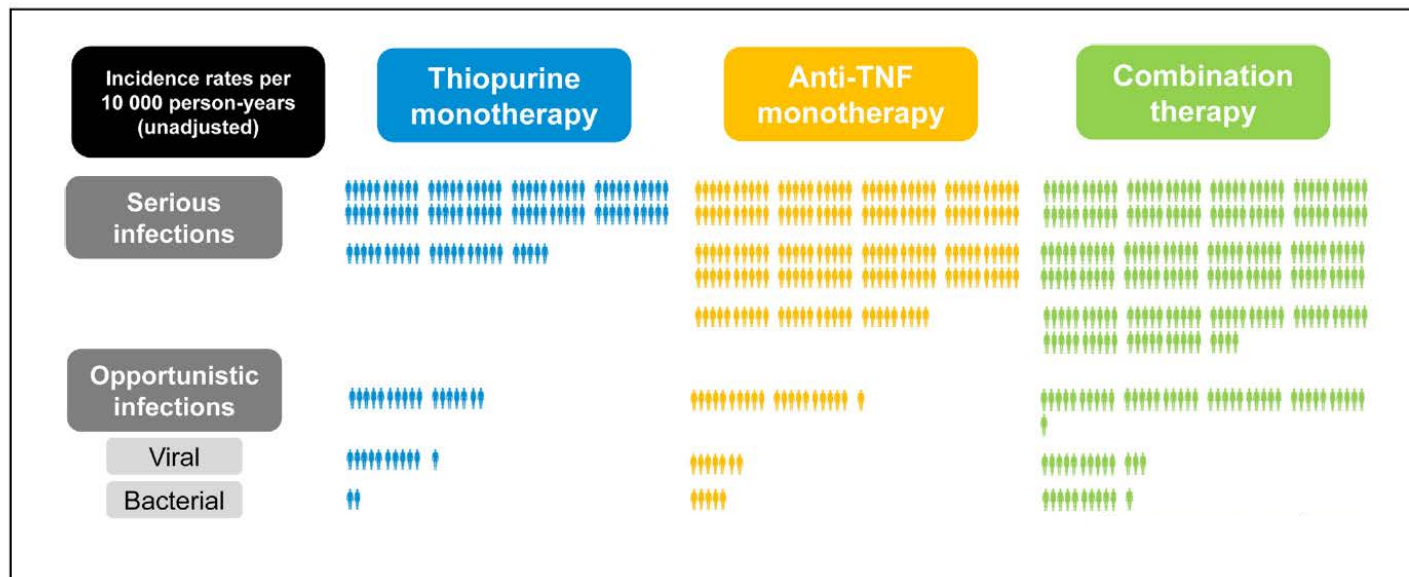 Incidence rates per
10 000 person-years
(unadjusted)
Thiopurine
monotherapy
Anti-TNF
monotherapy
Combination
therapy
Serious
infections
Opportunistic
infections
Viral
Bacterial